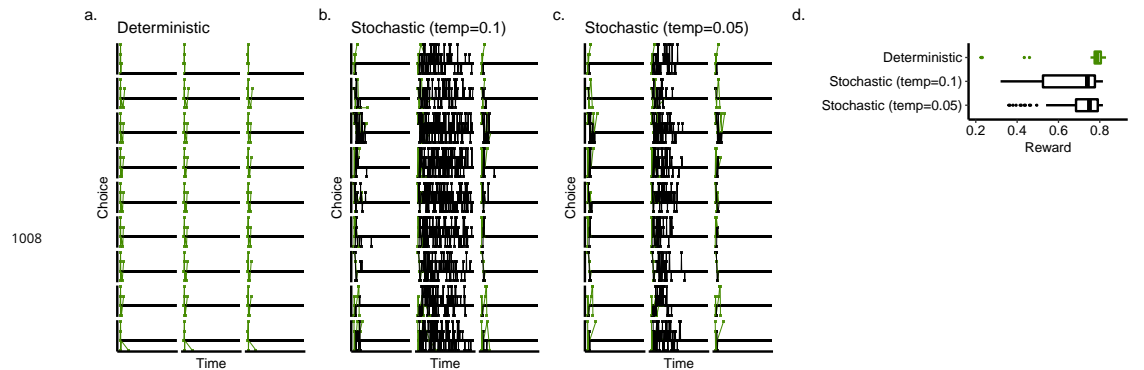 a.
Deterministic
b.
Stochastic (temp=0.1)
c.
Stochastic (temp=0.05)
d.
Deterministic
Stochastic (temp=0.1)
Stochastic (temp=0.05)
0.2 0.4 0.6 0.8
Reward
Choice
Choice
Choice
1008
Time
Time
Time